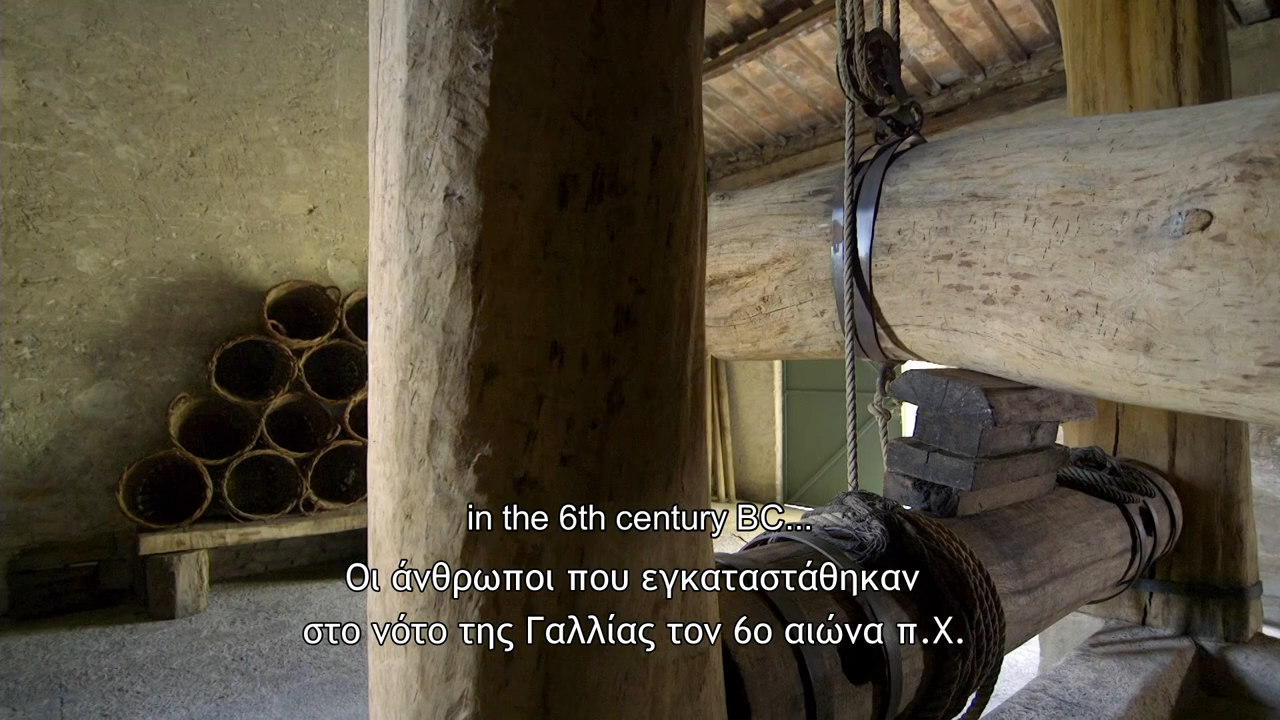 in the 6th century BC...
Οι άνθρωποι που εγκαταστάθηκαν
στο νότο της Γαλλίας τον 6ο αιώνα π.Χ.